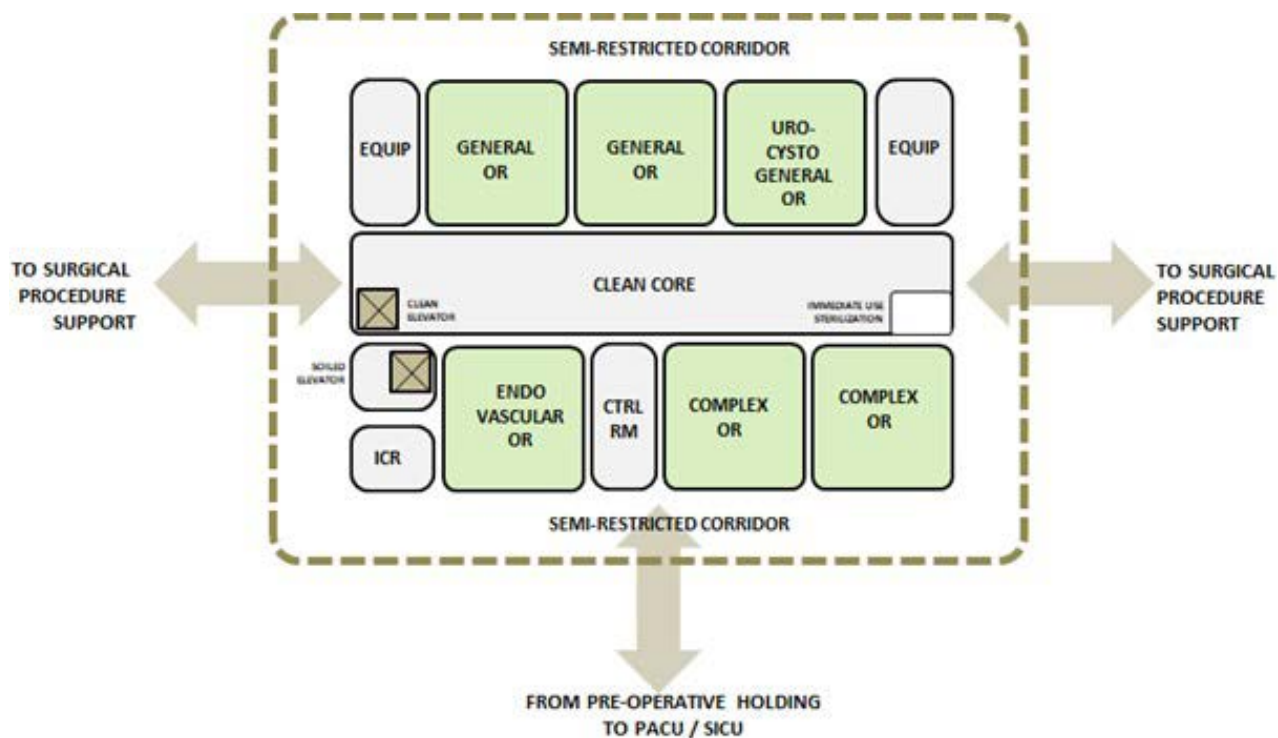 SEMI-RESTRICTED CORRIDOR
EQUIP
GENERAL
OR
GENERAL
OR
URO-
CYSTO
GENERAL
OR
EQUIP
TO SURGICAL
PROCEDURE
SUPPORT
CLEAN CORE
CLEAN
ELEVATOR
IMMEDIATE USE
STERILIZATION
TO SURGICAL
PROCEDURE
SUPPORT
SOILED
ELEVATOR
ENDO
VASCULAR
OR
CTRL
RM
COMPLEX
OR
COMPLEX
OR
ICR
SEMI-RESTRICTED CORRIDOR
FROM PRE-OPERATIVE HOLDING
TO PACU / SICU